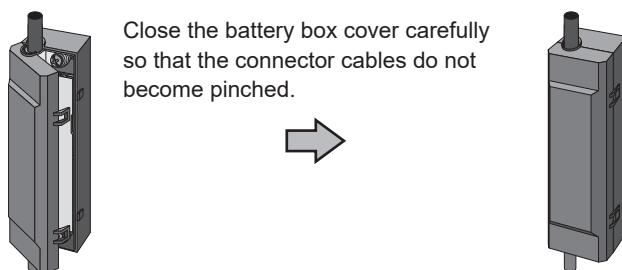 Close the battery box cover carefully
so that the connector cables do not
become pinched.